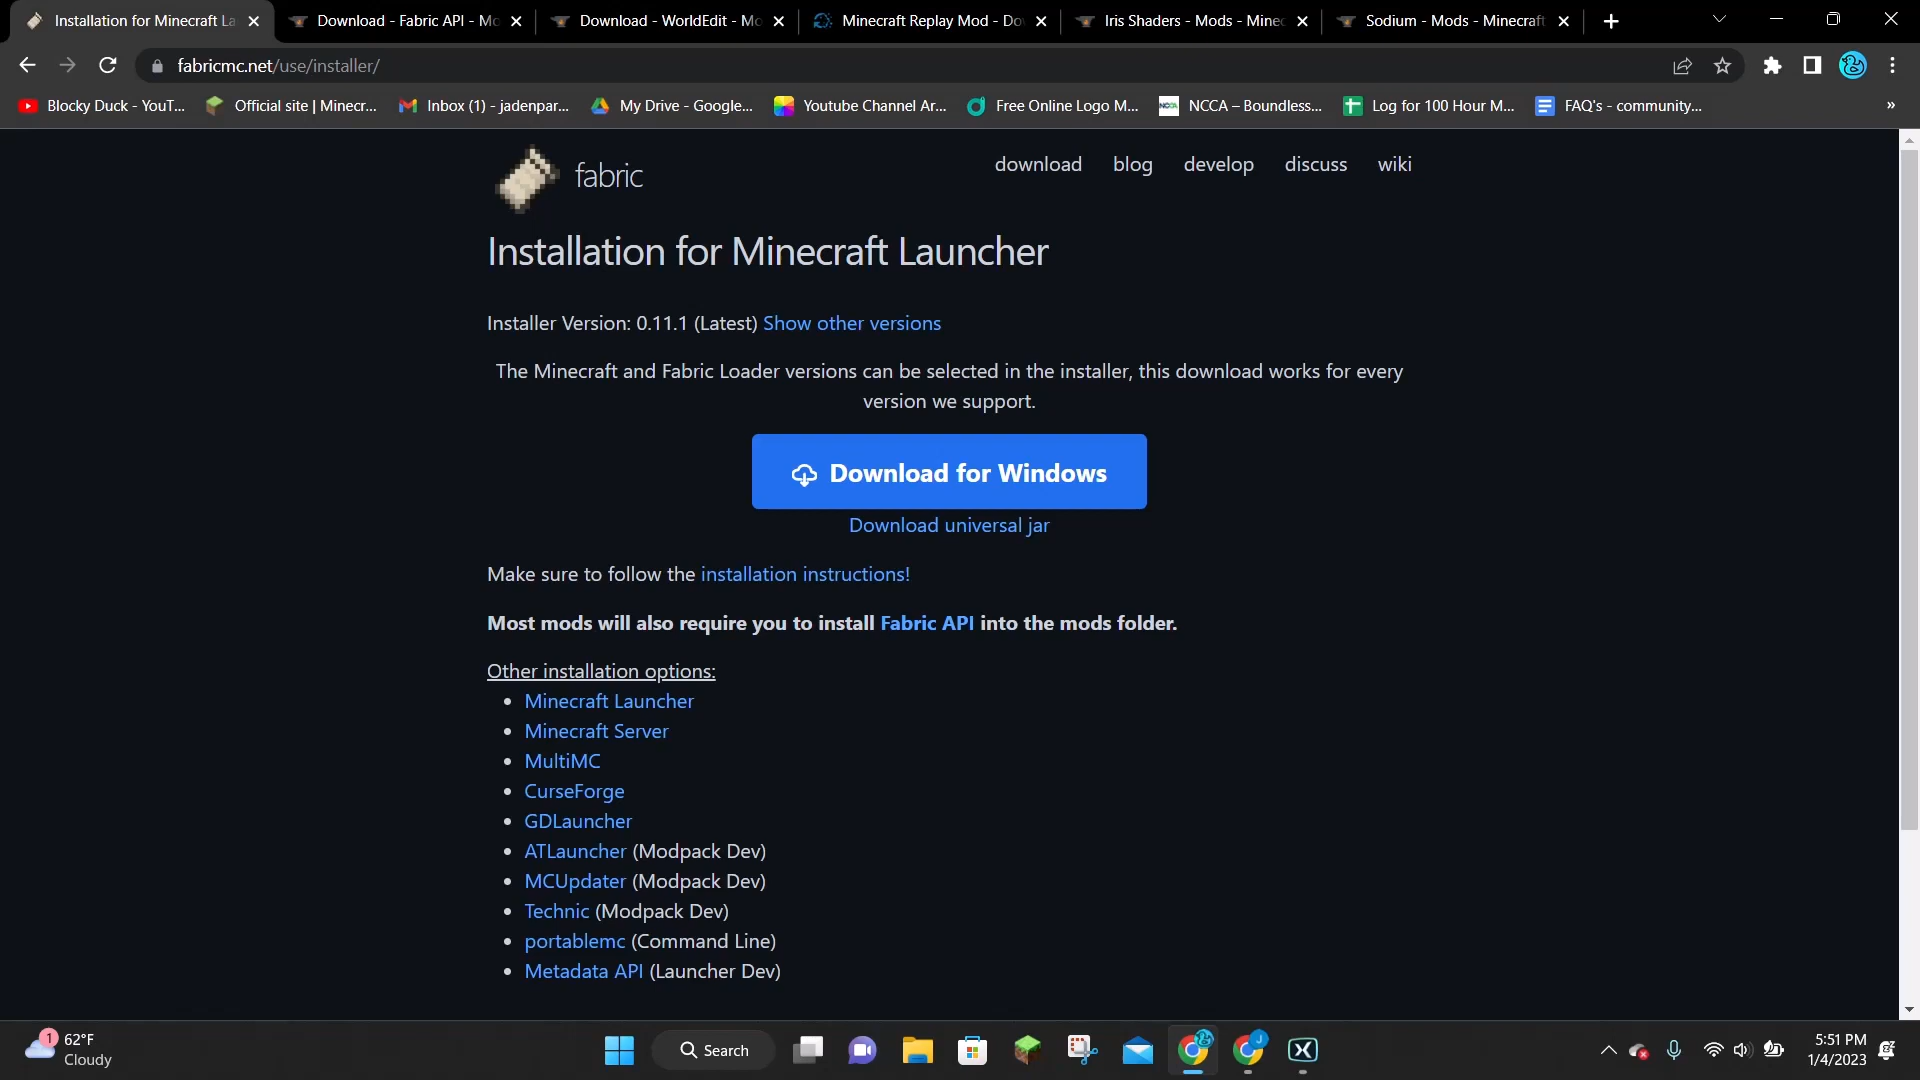 Installation for Minecraft La
Download - Fabric API - Mo
Download - WorldEdit - Mo
Minecraft Replay Mod - Do
Iris Shaders - Mods - Minec
Sodium - Mods - Minecraft
fabricmc.net/use/installer/
Blocky Duck - YouT...
Official site | Minecr...
Inbox (1) - jadenpar...
My Drive - Google...
Youtube Channel Ar...
Free Online Logo M...
NCCA – Boundless...
Log for 100 Hour M...
FAQ's - community...
»
fabric
download
blog
develop
discuss
wiki
Installation for Minecraft Launcher
Installer Version: 0.11.1 (Latest) Show other versions
The Minecraft and Fabric Loader versions can be selected in the installer, this download works for every
version we support.
Download for Windows
Download universal jar
Make sure to follow the installation instructions!
Most mods will also require you to install Fabric API into the mods folder.
Other installation options:
• Minecraft Launcher
• Minecraft Server
• MultiMC
• CurseForge
• GDLauncher
• ATLauncher (Modpack Dev)
• MCUpdater (Modpack Dev)
• Technic (Modpack Dev)
• portablemc (Command Line)
• Metadata API (Launcher Dev)
1
62°F
Cloudy
Search
J
5:51 PM
1/4/2023